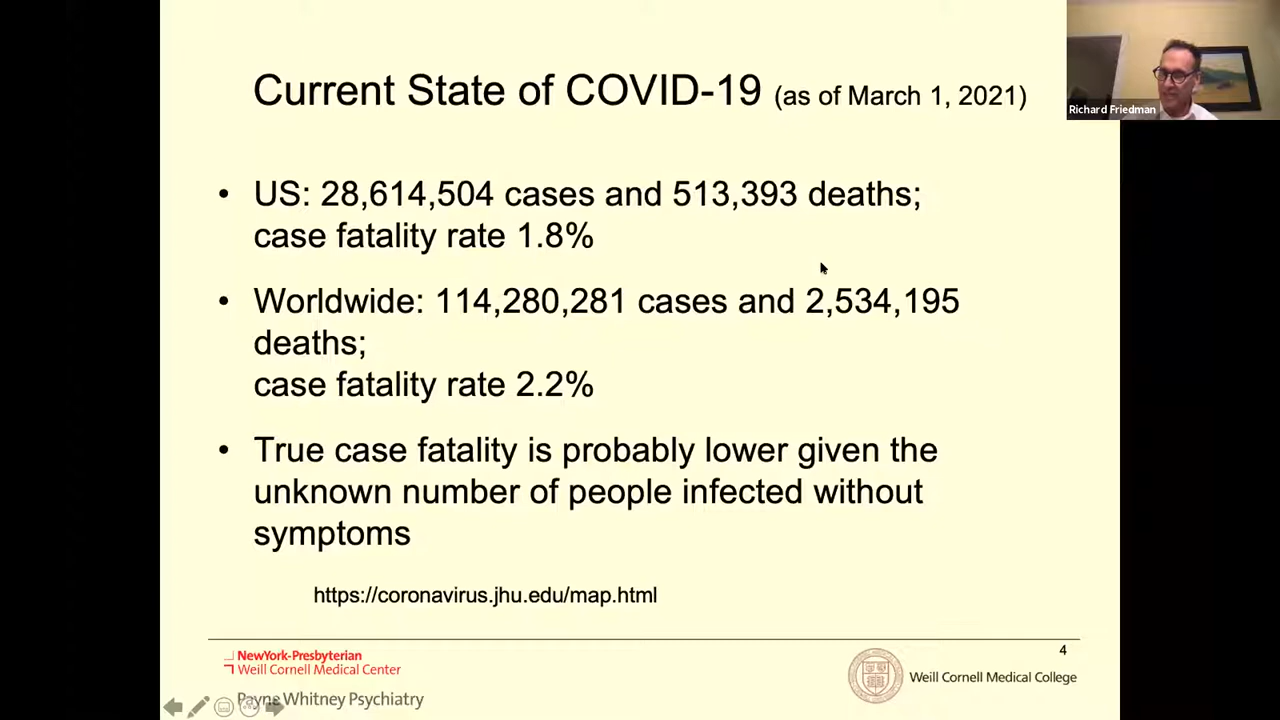 Current State of COVID-19 (as of March 1, 2021)
Richard Friedman
• US: 28,614,504 cases and 513,393 deaths;
case fatality rate 1.8%
• Worldwide: 114,280,281 cases and 2,534,195
deaths;
case fatality rate 2.2%
• True case fatality is probably lower given the
unknown number of people infected without
symptoms
https://coronavirus.jhu.edu/map.html
4
NewYork-Presbyterian
Weill Cornell Medical Center
Weill Cornell Medical College
Payne Whitney Psychiatry